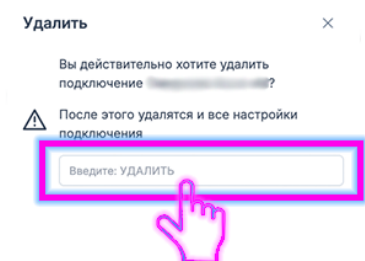 Удалить
Вы действительно хотите удалить
подключение ?
После этого удалятся и все настройки
подключения
Введите: УДАЛИТЬ